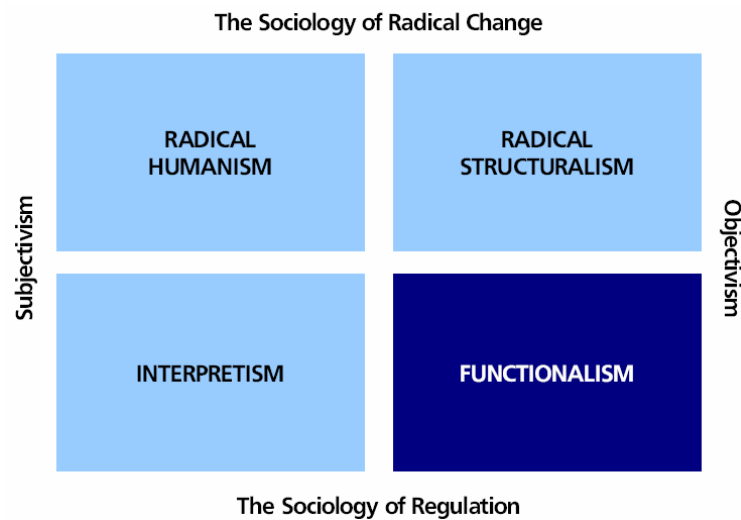 The Sociology of Radical Change
RADICAL
HUMANISM
RADICAL
STRUCTURALISM
Subjectivism
Objectivism
INTERPRETISM
FUNCTIONALISM
The Sociology of Regulation